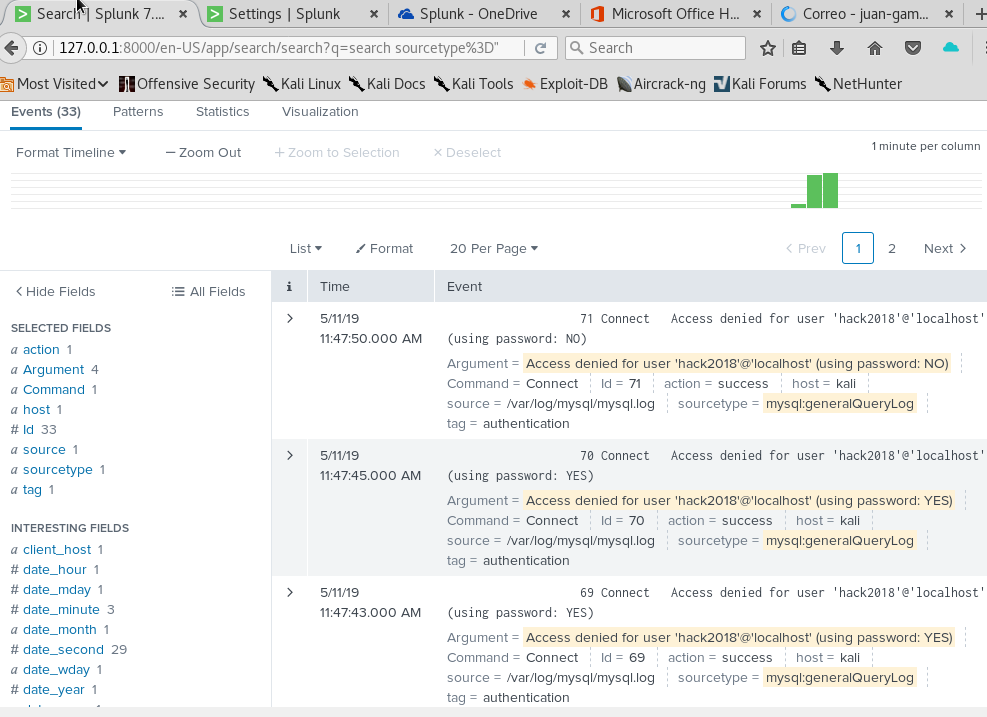 Search | Splunk 7.... × Settings | Splunk × Splunk - OneDrive × Microsoft Office H... × Correo - juan-gam... × +
127.0.0.1:8000/en-US/app/search/search?q=search sourcetype%3D" Search
Most Visited Offensive Security Kali Linux Kali Docs Kali Tools Exploit-DB Aircrack-ng Kali Forums NetHunter
Events (33) Patterns Statistics Visualization
Format Timeline — Zoom Out + Zoom to Selection × Deselect 1 minute per column
List Format 20 Per Page < Prev 1 2 Next >
< Hide Fields All Fields
i Time Event
SELECTED FIELDS
a action 1
a Argument 4
a Command 1
a host 1
# Id 33
a source 1
a sourcetype 1
a tag 1
INTERESTING FIELDS
a client_host 1
# date_hour 1
# date_mday 1
# date_minute 3
a date_month 1
# date_second 29
a date_wday 1
# date_year 1
> 5/11/19 71 Connect Access denied for user 'hack2018'@'localhost'
11:47:50.000 AM (using password: NO)
Argument = Access denied for user 'hack2018'@'localhost' (using password: NO)
Command = Connect Id = 71 action = success host = kali
source = /var/log/mysql/mysql.log sourcetype = mysql:generalQueryLog
tag = authentication
> 5/11/19 70 Connect Access denied for user 'hack2018'@'localhost'
11:47:45.000 AM (using password: YES)
Argument = Access denied for user 'hack2018'@'localhost' (using password: YES)
Command = Connect Id = 70 action = success host = kali
source = /var/log/mysql/mysql.log sourcetype = mysql:generalQueryLog
tag = authentication
> 5/11/19 69 Connect Access denied for user 'hack2018'@'localhost'
11:47:43.000 AM (using password: YES)
Argument = Access denied for user 'hack2018'@'localhost' (using password: YES)
Command = Connect Id = 69 action = success host = kali
source = /var/log/mysql/mysql.log sourcetype = mysql:generalQueryLog
tag = authentication